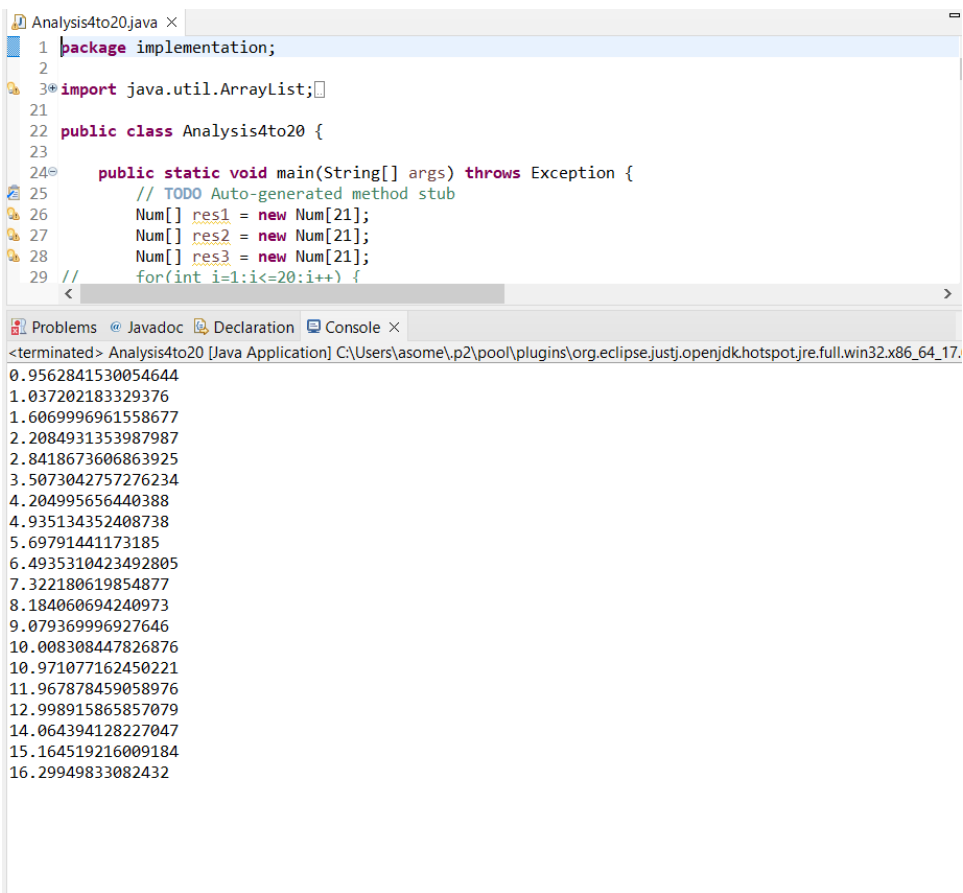 Analysis4to20.java ×
1 package implementation;
2
3 import java.util.ArrayList;
21
22 public class Analysis4to20 {
23
24 public static void main(String[] args) throws Exception {
25 // TODO Auto-generated method stub
26 Num[] res1 = new Num[21];
27 Num[] res2 = new Num[21];
28 Num[] res3 = new Num[21];
29 // for(int i=1;i<=20;i++) {
Problems @ Javadoc Declaration Console ×
<terminated> Analysis4to20 [Java Application] C:\Users\asome\.p2\pool\plugins\org.eclipse.justj.openjdk.hotspot.jre.full.win32.x86_64_17.
0.9562841530054644
1.037202183329376
1.6069996961558677
2.2084931353987987
2.8418673606863925
3.5073042757276234
4.204995656440388
4.935134352408738
5.69791441173185
6.4935310423492805
7.322180619854877
8.184060694240973
9.079369996927646
10.008308447826876
10.971077162450221
11.967878459058976
12.998915865857079
14.064394128227047
15.164519216009184
16.29949833082432